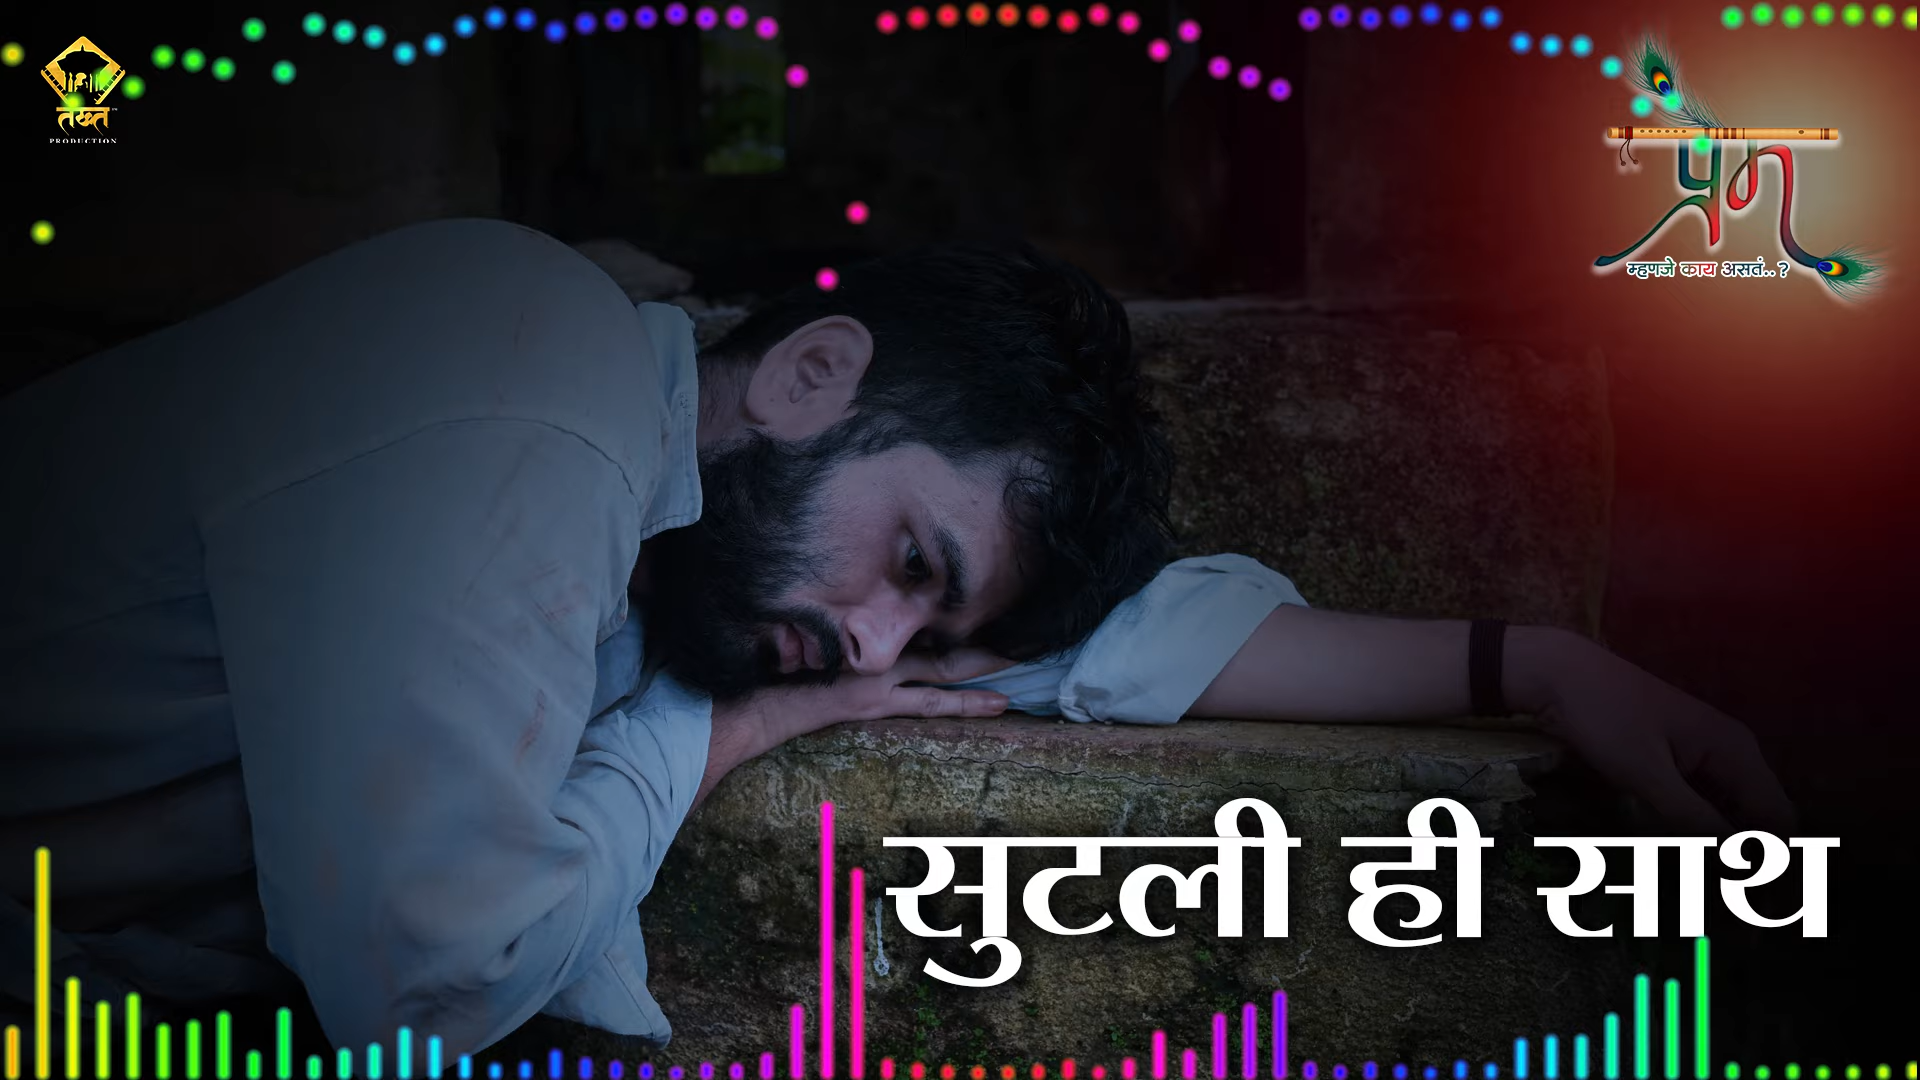 तख्त
PRODUCTION
प्रेम
म्हणजे काय असतं..?
सुटली ही साथ